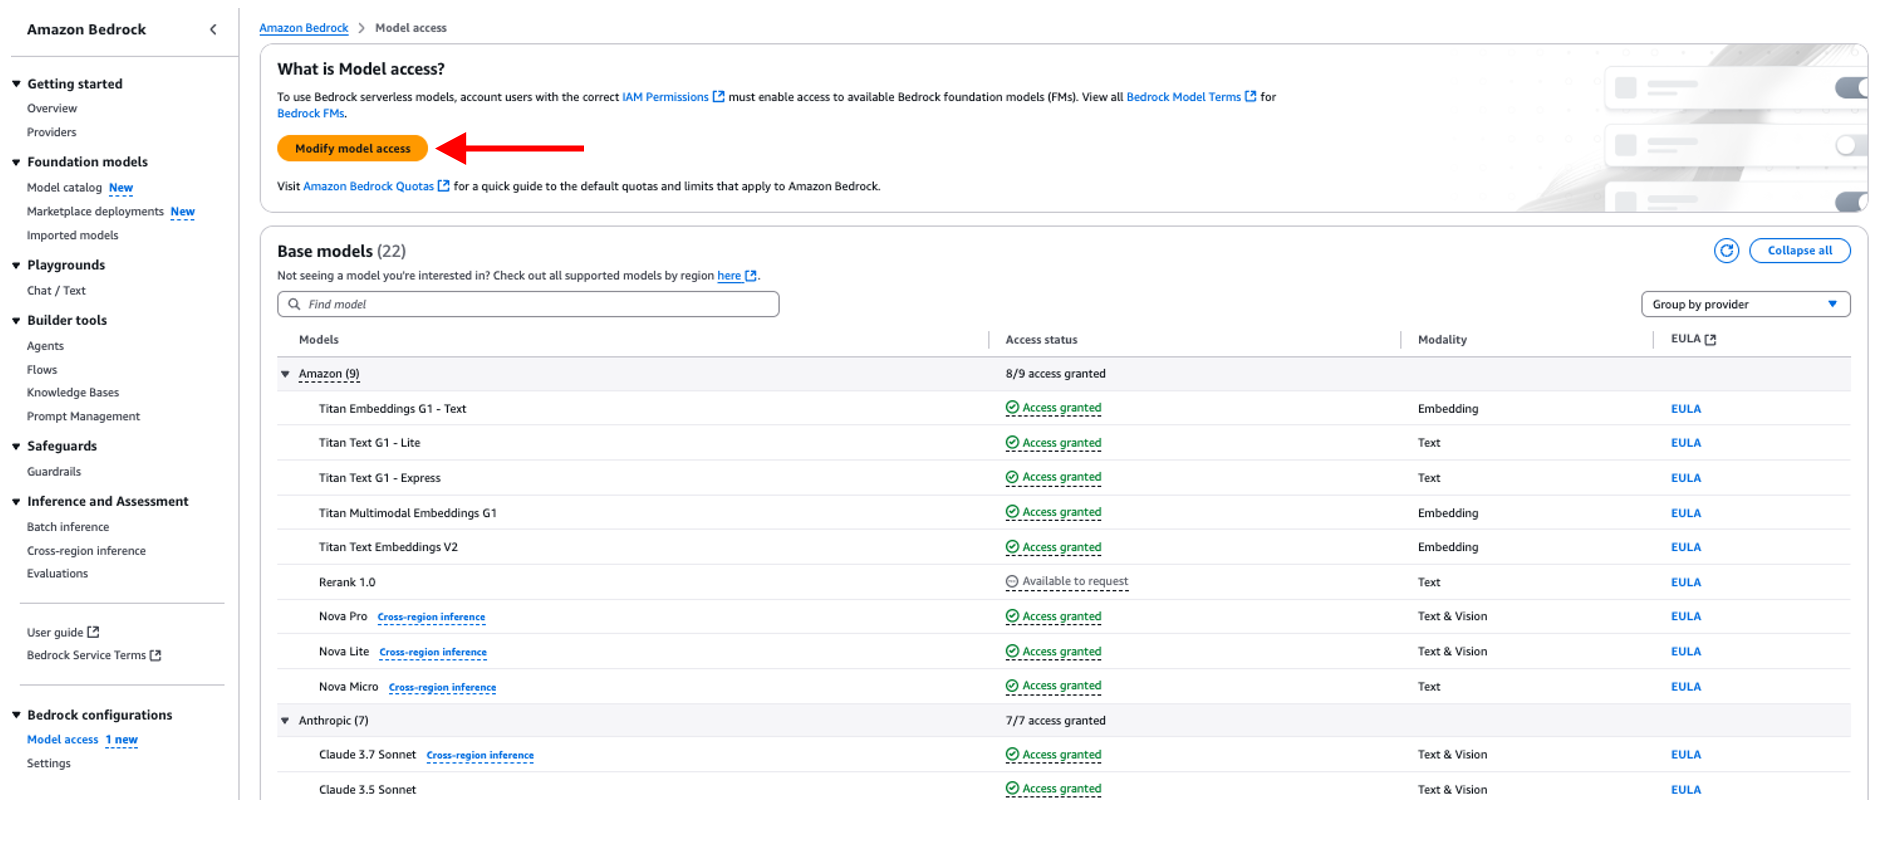 Amazon Bedrock
Getting started
Overview
Providers
Foundation models
Model catalog New
Marketplace deployments New
Imported models
Playgrounds
Chat / Text
Builder tools
Agents
Flows
Knowledge Bases
Prompt Management
Safeguards
Guardrails
Inference and Assessment
Batch inference
Cross-region inference
Evaluations
User guide
Bedrock Service Terms
Bedrock configurations
Model access 1 new
Settings
Amazon Bedrock > Model access
What is Model access?
To use Bedrock serverless models, account users with the correct IAM Permissions must enable access to available Bedrock foundation models (FMs). View all Bedrock Model Terms for
Bedrock FMs.
Modify model access
Visit Amazon Bedrock Quotas for a quick guide to the default quotas and limits that apply to Amazon Bedrock.
Base models (22)
Collapse all
Not seeing a model you're interested in? Check out all supported models by region here.
Find model
Group by provider
Models Access status Modality EULA
Amazon (9) 8/9 access granted
Titan Embeddings G1 - Text Access granted Embedding EULA
Titan Text G1 - Lite Access granted Text EULA
Titan Text G1 - Express Access granted Text EULA
Titan Multimodal Embeddings G1 Access granted Embedding EULA
Titan Text Embeddings V2 Access granted Embedding EULA
Rerank 1.0 Available to request Text EULA
Nova Pro Cross-region inference Access granted Text & Vision EULA
Nova Lite Cross-region inference Access granted Text & Vision EULA
Nova Micro Cross-region inference Access granted Text EULA
Anthropic (7) 7/7 access granted
Claude 3.7 Sonnet Cross-region inference Access granted Text & Vision EULA
Claude 3.5 Sonnet Access granted Text & Vision EULA